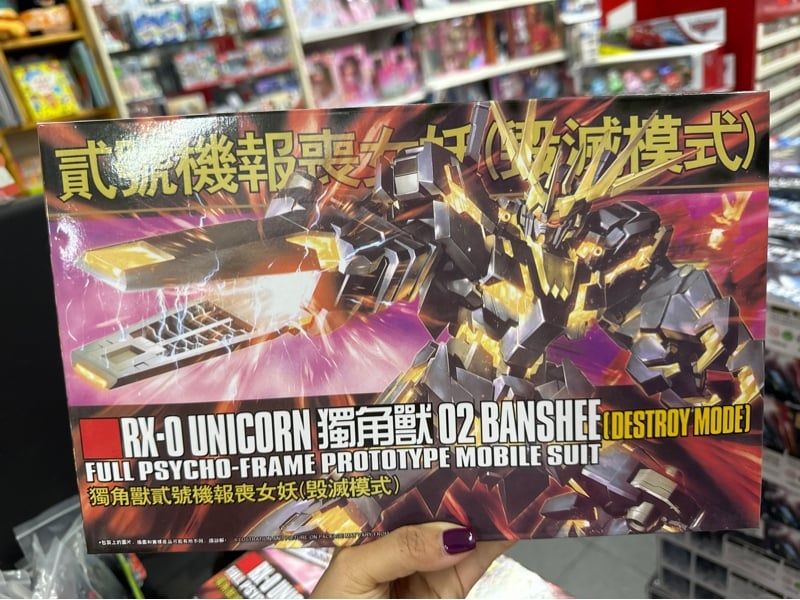 貳號機報喪女妖(毀滅模式)
RX-0 UNICORN 獨角獸 02 BANSHEE [DESTROY MODE]
FULL PSYCHO-FRAME PROTOTYPE MOBILE SUIT
獨角獸貳號機報喪女妖(毀滅模式)